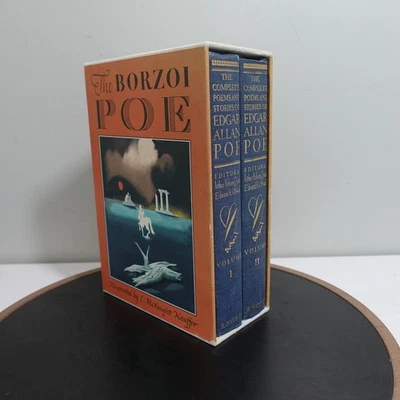 The BORZOI
POE
Illustrated by E. McKnight Kauffer
THE
COMPLETE
POEMS AND
STORIES OF
EDGAR
ALLAN
POE
EDITORS
VOLUME
I
THE
COMPLETE
POEMS AND
STORIES OF
EDGAR
ALLAN
POE
EDITORS
VOLUME
II